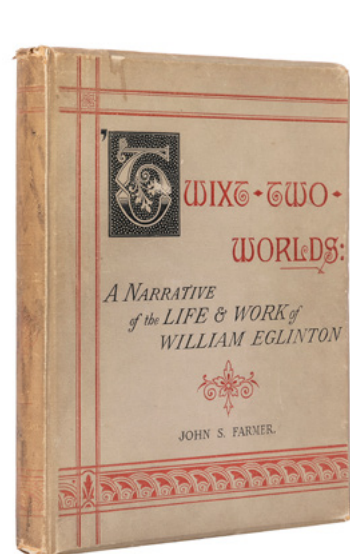 'TWIXT·TWO·
WORLDS:
A NARRATIVE
of the LIFE & WORK of
WILLIAM EGLINTON
JOHN S. FARMER.